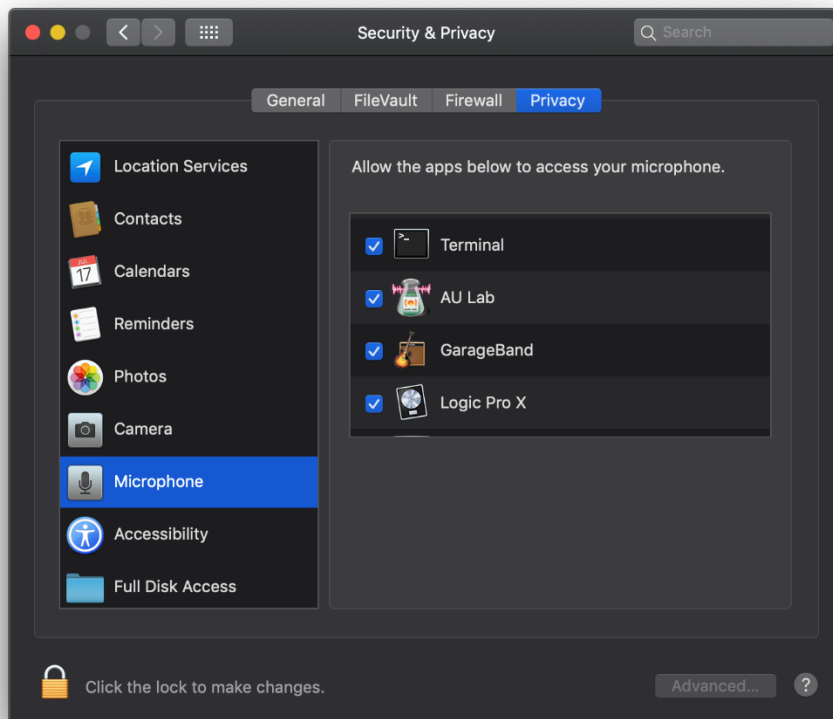 Security & Privacy
Search
General FileVault Firewall Privacy
Location Services
Contacts
JUL
17
Calendars
Reminders
Photos
Camera
Microphone
Accessibility
Full Disk Access
Allow the apps below to access your microphone.
>_
Terminal
AU Lab
GarageBand
Logic Pro X
Click the lock to make changes.
Advanced...
?